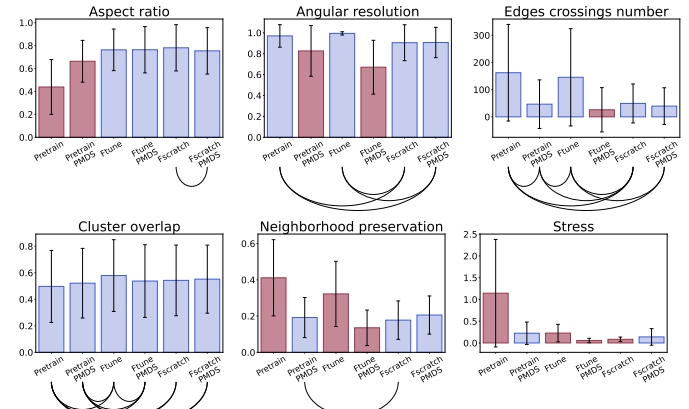 Aspect ratio
1.0
0.8
0.6
0.4
0.2
0.0
Pretrain
Pretrain
PMDS
Ftune
Ftune
PMDS
Fscratch
Fscratch
PMDS
Angular resolution
1.0
0.8
0.6
0.4
0.2
0.0
Pretrain
Pretrain
PMDS
Ftune
Ftune
PMDS
Fscratch
Fscratch
PMDS
Edges crossings number
300
200
100
0
Pretrain
Pretrain
PMDS
Ftune
Ftune
PMDS
Fscratch
Fscratch
PMDS
Cluster overlap
0.8
0.6
0.4
0.2
0.0
Pretrain
Pretrain
PMDS
Ftune
Ftune
PMDS
Fscratch
Fscratch
PMDS
Neighborhood preservation
0.6
0.4
0.2
0.0
Pretrain
Pretrain
PMDS
Ftune
Ftune
PMDS
Fscratch
Fscratch
PMDS
Stress
2.5
2.0
1.5
1.0
0.5
0.0
Pretrain
Pretrain
PMDS
Ftune
Ftune
PMDS
Fscratch
Fscratch
PMDS